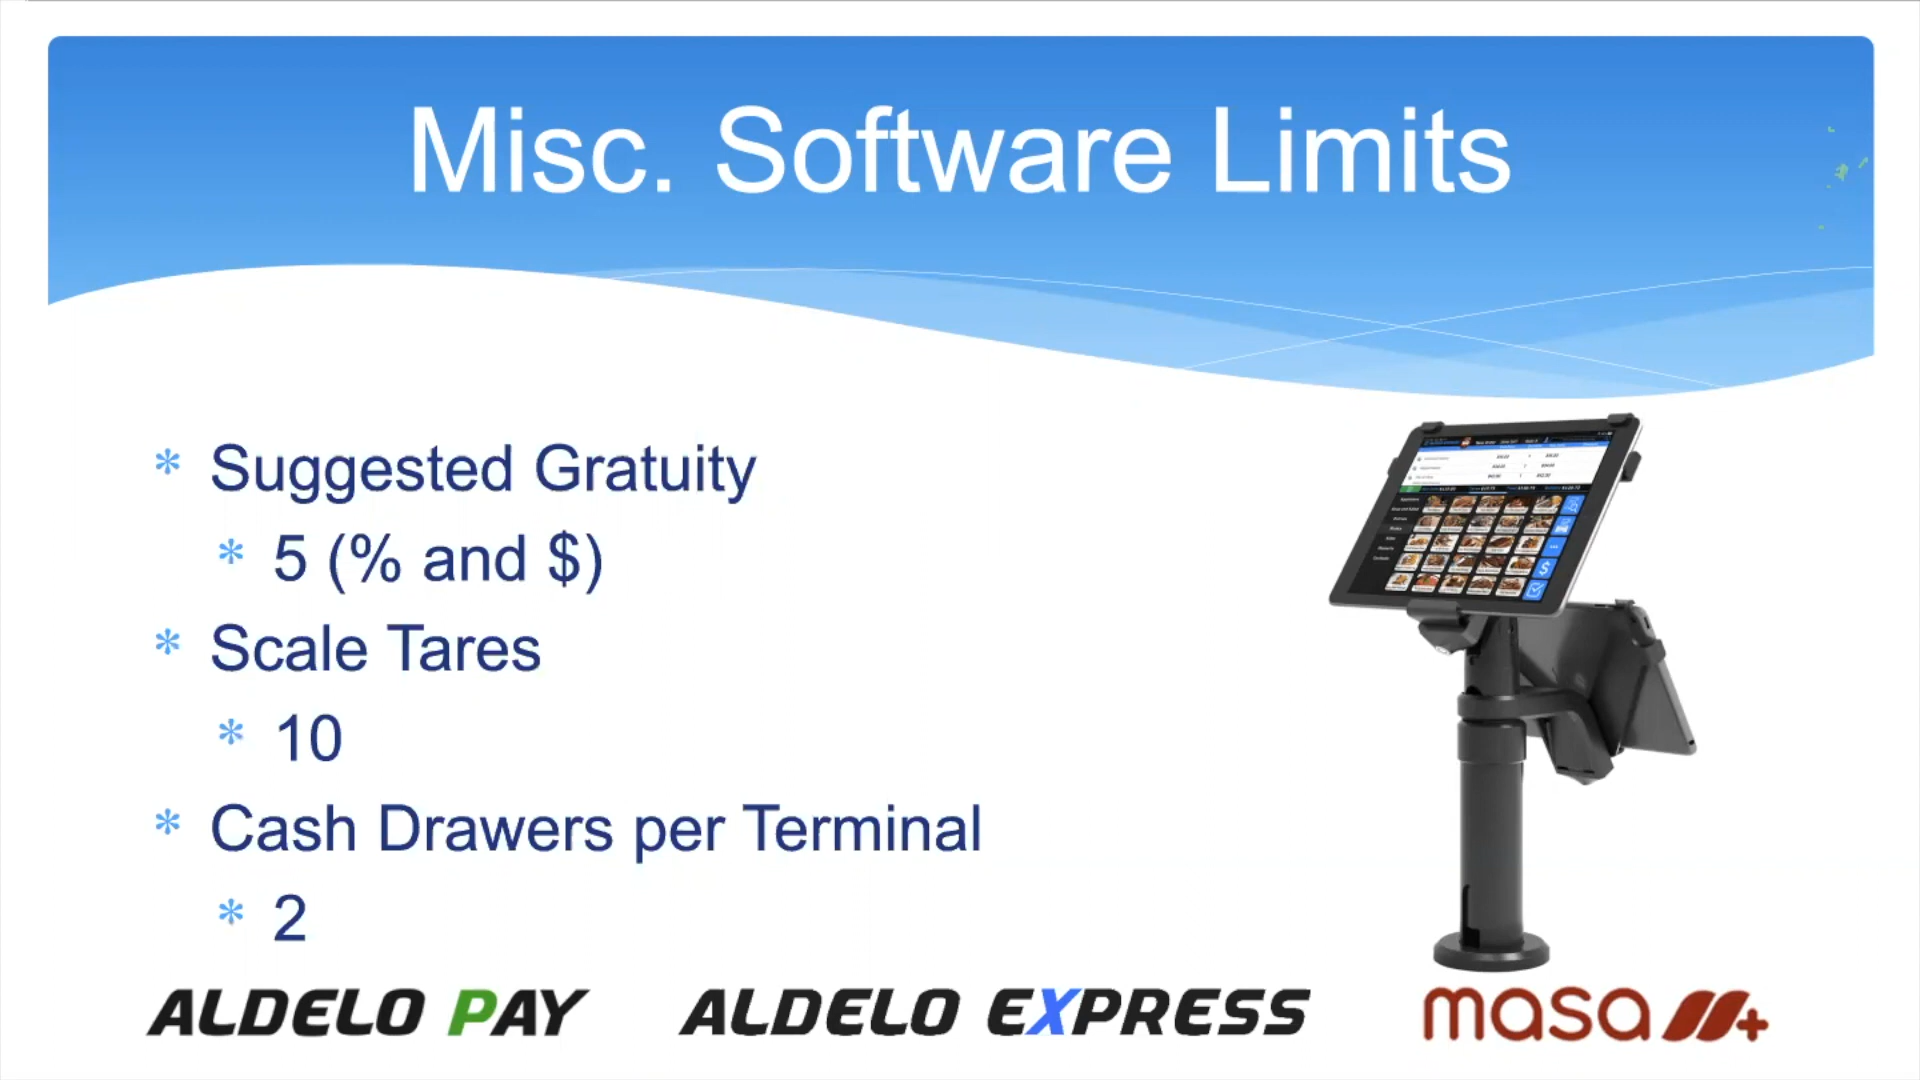 Misc. Software Limits
* Suggested Gratuity
* 5 (% and $)
* Scale Tares
* 10
* Cash Drawers per Terminal
* 2
ALDELO PAY
ALDELO EXPRESS
masa